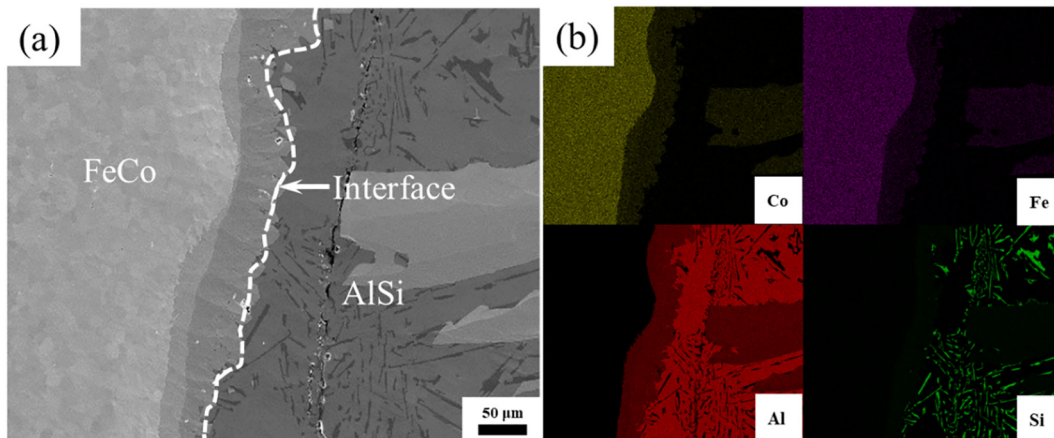 (a)
FeCo
Interface
AlSi
50 μm
(b)
Co
Fe
Al
Si